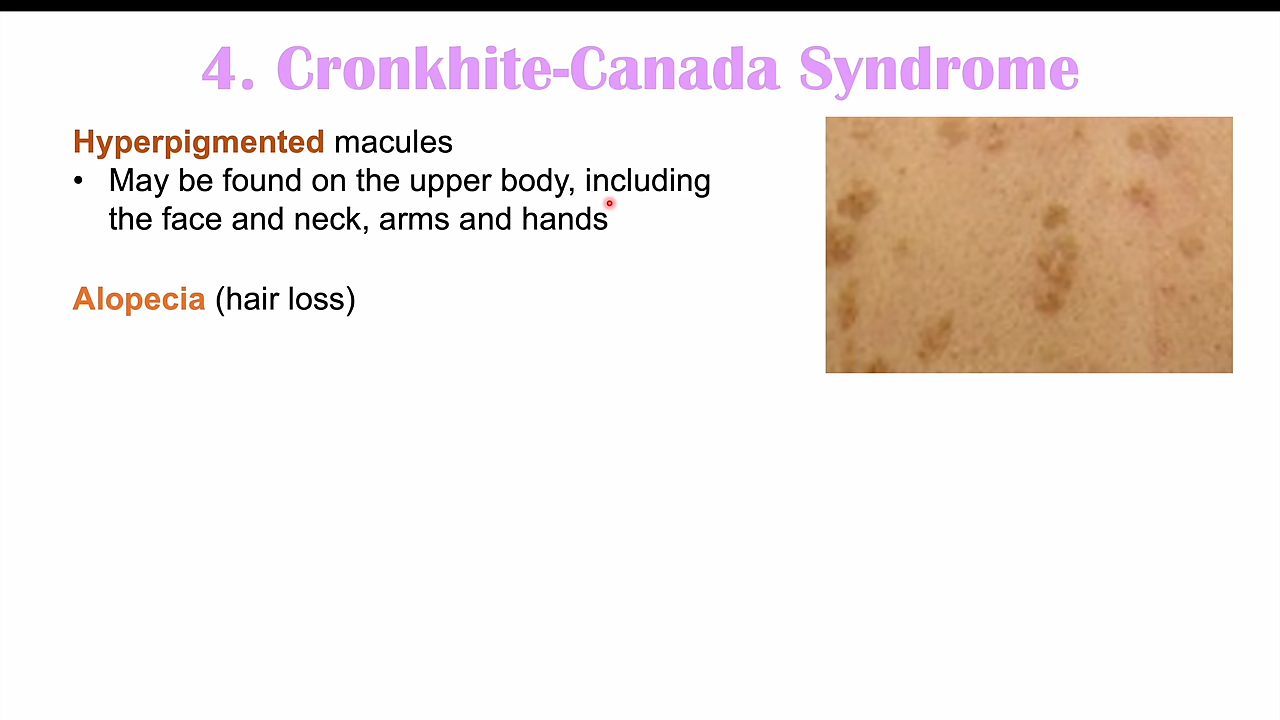 4. Cronkhite-Canada Syndrome
Hyperpigmented macules
• May be found on the upper body, including
the face and neck, arms and hands
Alopecia (hair loss)